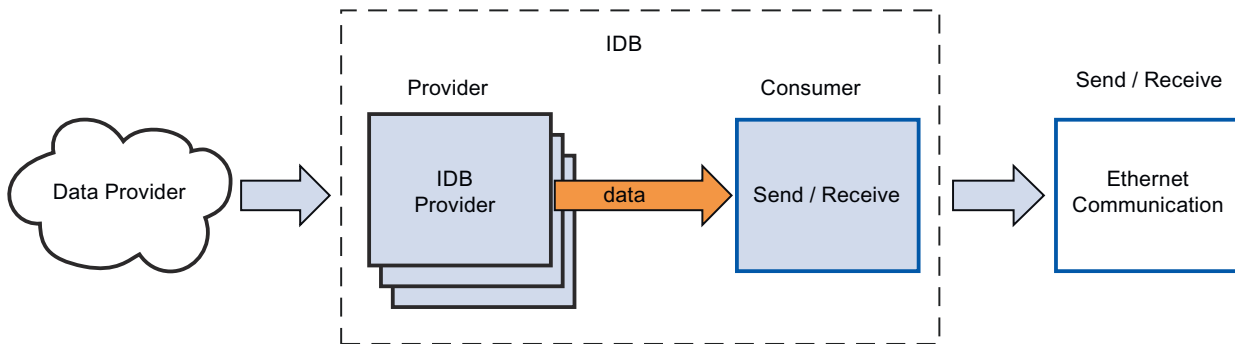 IDB
Provider
Consumer
Send / Receive
Data Provider
IDB
Provider
data
Send / Receive
Ethernet
Communication